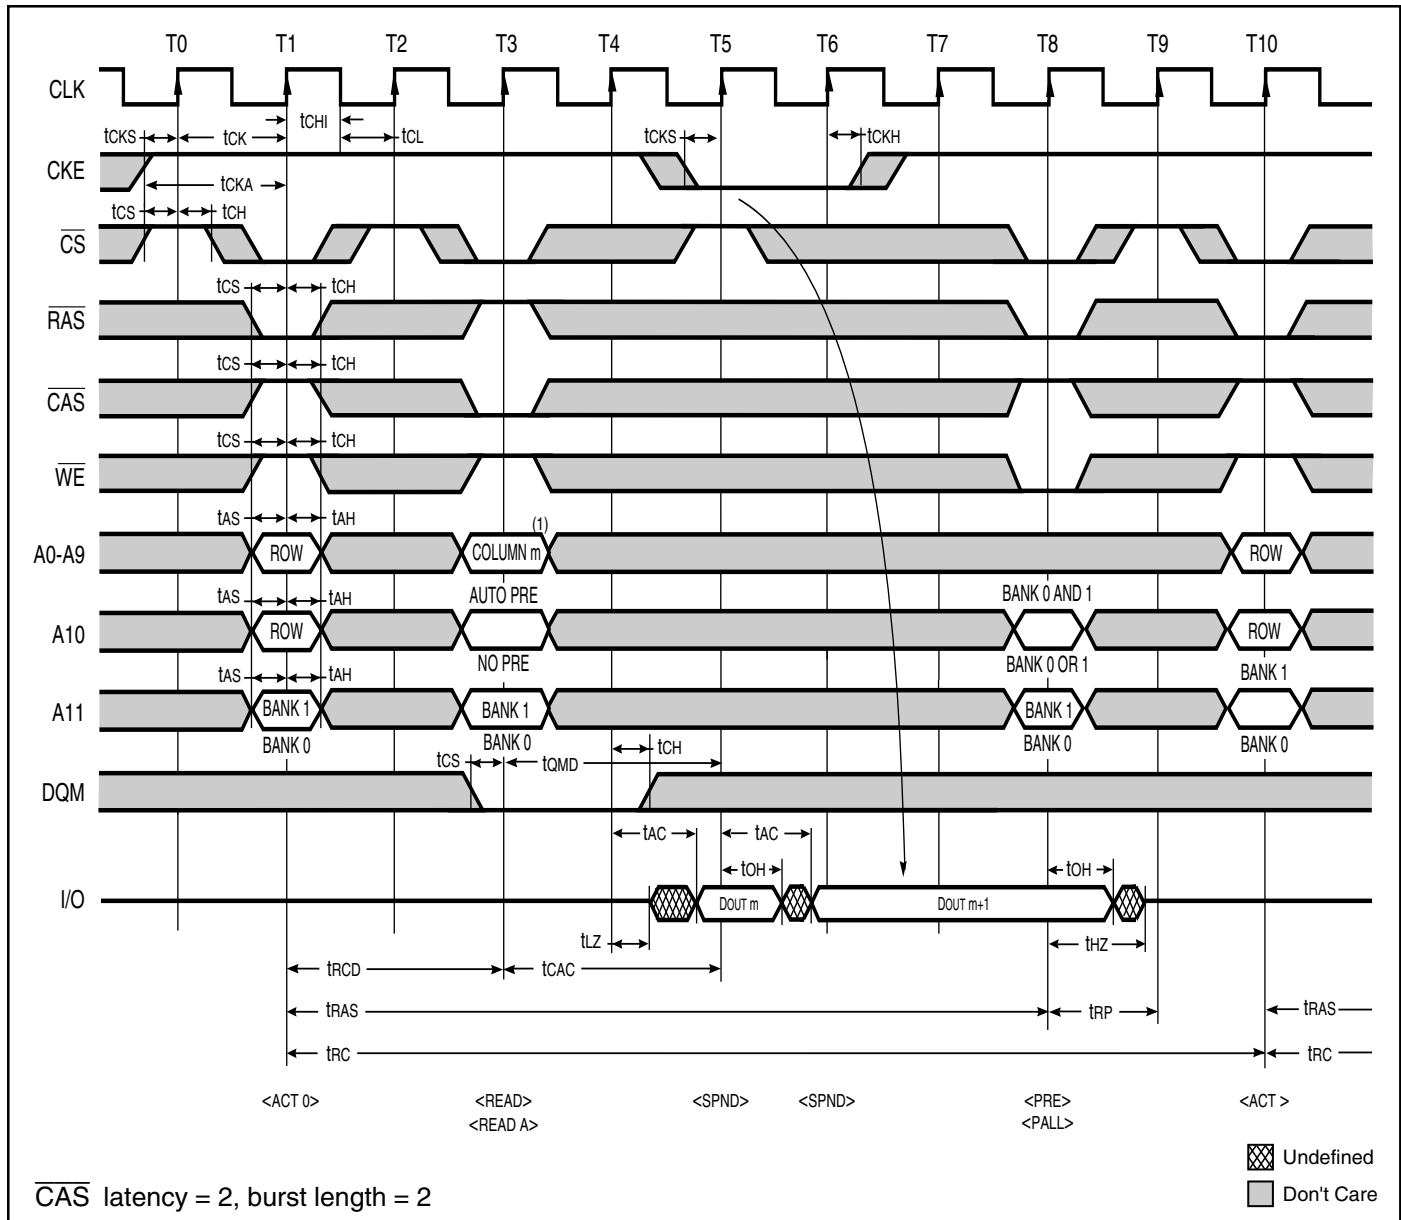 T0 T1 T2 T3 T4 T5 T6 T7 T8 T9 T10
CLK
tCHI
tCKS tCK tCL tCKS tCKH
CKE
tCKA
tCS tCH
CS
tCS tCH
RAS
tCS tCH
CAS
tCS tCH
WE
tAS tAH (1)
A0-A9 ROW COLUMN m ROW
tAS tAH AUTO PRE BANK 0 AND 1
A10 ROW ROW
NO PRE BANK 0 OR 1 BANK 1
tAS tAH
A11 BANK 1 BANK 1 BANK 1
BANK 0 BANK 0 BANK 0 BANK 0
tCS tQMD tCH
DQM
tAC tAC
tOH tOH
I/O DOUT m DOUT m+1
tLZ tHZ
tRCD tCAC
tRAS tRP tRAS
tRC tRC
<ACT 0> <READ> <SPND> <SPND> <PRE> <ACT >
<READ A> <PALL>
Undefined
CAS latency = 2, burst length = 2 Don't Care